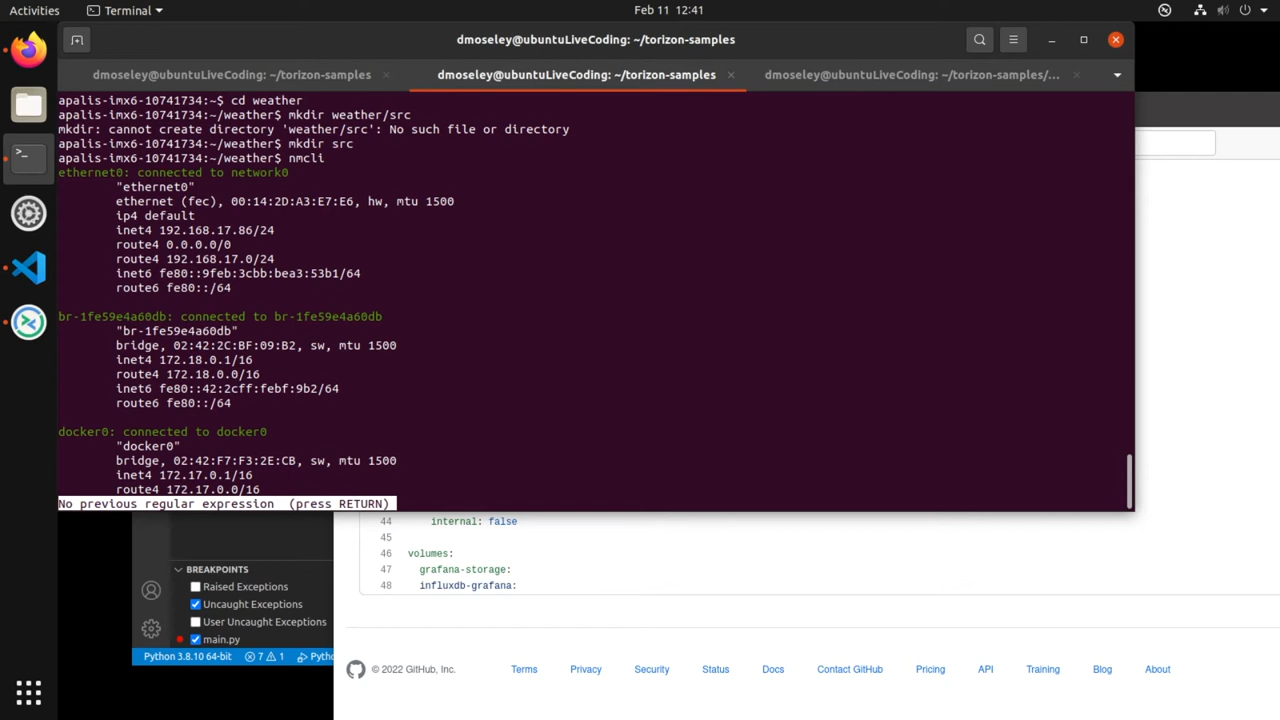 Activities
Terminal
Feb 11 12:41
dmoseley@ubuntuLiveCoding: ~/torizon-samples
dmoseley@ubuntuLiveCoding: ~/torizon-samples
dmoseley@ubuntuLiveCoding: ~/torizon-samples
dmoseley@ubuntuLiveCoding: ~/torizon-samples/...
apalis-imx6-10741734:~$ cd weather
apalis-imx6-10741734:~/weather$ mkdir weather/src
mkdir: cannot create directory 'weather/src': No such file or directory
apalis-imx6-10741734:~/weather$ mkdir src
apalis-imx6-10741734:~/weather$ nmcli
ethernet0: connected to network0
"ethernet0"
ethernet (fec), 00:14:2D:A3:E7:E6, hw, mtu 1500
ip4 default
inet4 192.168.17.86/24
route4 0.0.0.0/0
route4 192.168.17.0/24
inet6 fe80::9feb:3cbb:bea3:53b1/64
route6 fe80::/64
br-1fe59e4a60db: connected to br-1fe59e4a60db
"br-1fe59e4a60db"
bridge, 02:42:2C:BF:09:B2, sw, mtu 1500
inet4 172.18.0.1/16
route4 172.18.0.0/16
inet6 fe80::42:2cff:febf:9b2/64
route6 fe80::/64
docker0: connected to docker0
"docker0"
bridge, 02:42:F7:F3:2E:CB, sw, mtu 1500
inet4 172.17.0.1/16
route4 172.17.0.0/16
No previous regular expression  (press RETURN)
44 internal: false
45
46 volumes:
47 grafana-storage:
48 influxdb-grafana:
BREAKPOINTS
Raised Exceptions
Uncaught Exceptions
User Uncaught Exceptions
main.py
Python 3.8.10 64-bit
7
1
Pytho
© 2022 GitHub, Inc.
Terms
Privacy
Security
Status
Docs
Contact GitHub
Pricing
API
Training
Blog
About